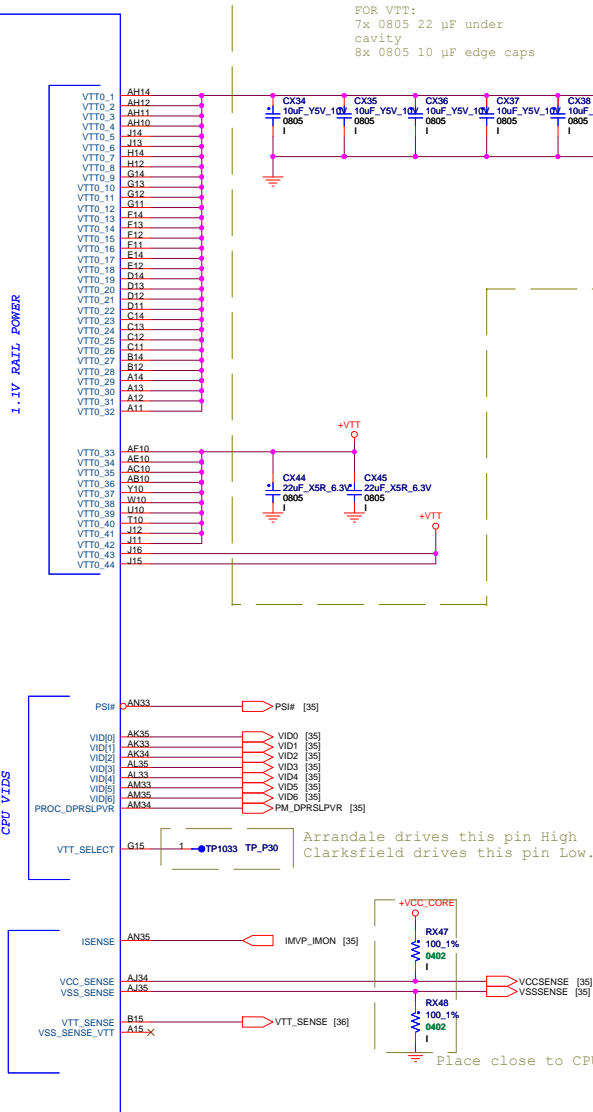 FOR VTT:
7x 0805 22 µF under
cavity
8x 0805 10 µF edge caps
1.1V RAIL POWER
VTT0_1 AH14
VTT0_2 AH12
VTT0_3 AH11
VTT0_4 AH10
VTT0_5 J14
VTT0_6 J13
VTT0_7 H14
VTT0_8 H12
VTT0_9 G14
VTT0_10 G13
VTT0_11 G12
VTT0_12 G11
VTT0_13 F14
VTT0_14 F13
VTT0_15 F12
VTT0_16 F11
VTT0_17 E14
VTT0_18 E12
VTT0_19 D14
VTT0_20 D13
VTT0_21 D12
VTT0_22 D11
VTT0_23 C14
VTT0_24 C13
VTT0_25 C12
VTT0_26 C11
VTT0_27 B14
VTT0_28 B12
VTT0_29 A14
VTT0_30 A13
VTT0_31 A12
VTT0_32 A11
CX34
10uF_Y5V_10V
0805
I
CX35
10uF_Y5V_10V
0805
I
CX36
10uF_Y5V_10V
0805
I
CX37
10uF_Y5V_10V
0805
I
CX38
10uF_Y5V
0805
I
VTT0_33 AF10
VTT0_34 AE10
VTT0_35 AC10
VTT0_36 AB10
VTT0_37 Y10
VTT0_38 W10
VTT0_39 U10
VTT0_40 T10
VTT0_41 J12
VTT0_42 J11
VTT0_43 J16
VTT0_44 J15
+VTT
CX44
22uF_X5R_6.3V
0805
I
CX45
22uF_X5R_6.3V
0805
I
+VTT
CPU VIDS
PSI# AN33 PSI# [35]
VID[0] AK35 VID0 [35]
VID[1] AK33 VID1 [35]
VID[2] AK34 VID2 [35]
VID[3] AL35 VID3 [35]
VID[4] AL33 VID4 [35]
VID[5] AM33 VID5 [35]
VID[6] AM35 VID6 [35]
PROC_DPRSLPVR AM34 PM_DPRSLPVR [35]
VTT_SELECT G15 1 TP1033 TP_P30
Arrandale drives this pin High
Clarksfield drives this pin Low.
ISENSE AN35 IMVP_IMON [35]
+VCC_CORE
RX47
100_1%
0402
I
VCC_SENSE AJ34 VCCSENSE [35]
VSS_SENSE AJ35 VSSSENSE [35]
RX48
100_1%
0402
I
VTT_SENSE B15 VTT_SENSE [36]
VSS_SENSE_VTT A15
Place close to CPU